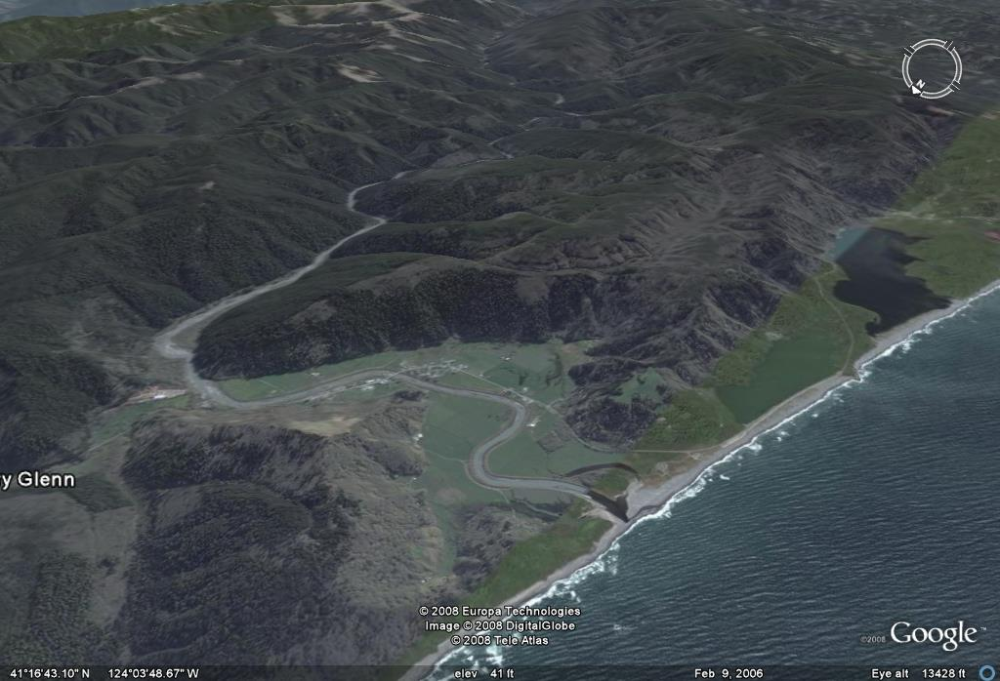 N
y Glenn
© 2008 Europa Technologies
Image © 2008 DigitalGlobe
© 2008 Tele Atlas
©2008 Google™
41°16'43.10" N 124°03'48.67" W elev 41 ft Feb 9, 2006 Eye alt 13428 ft